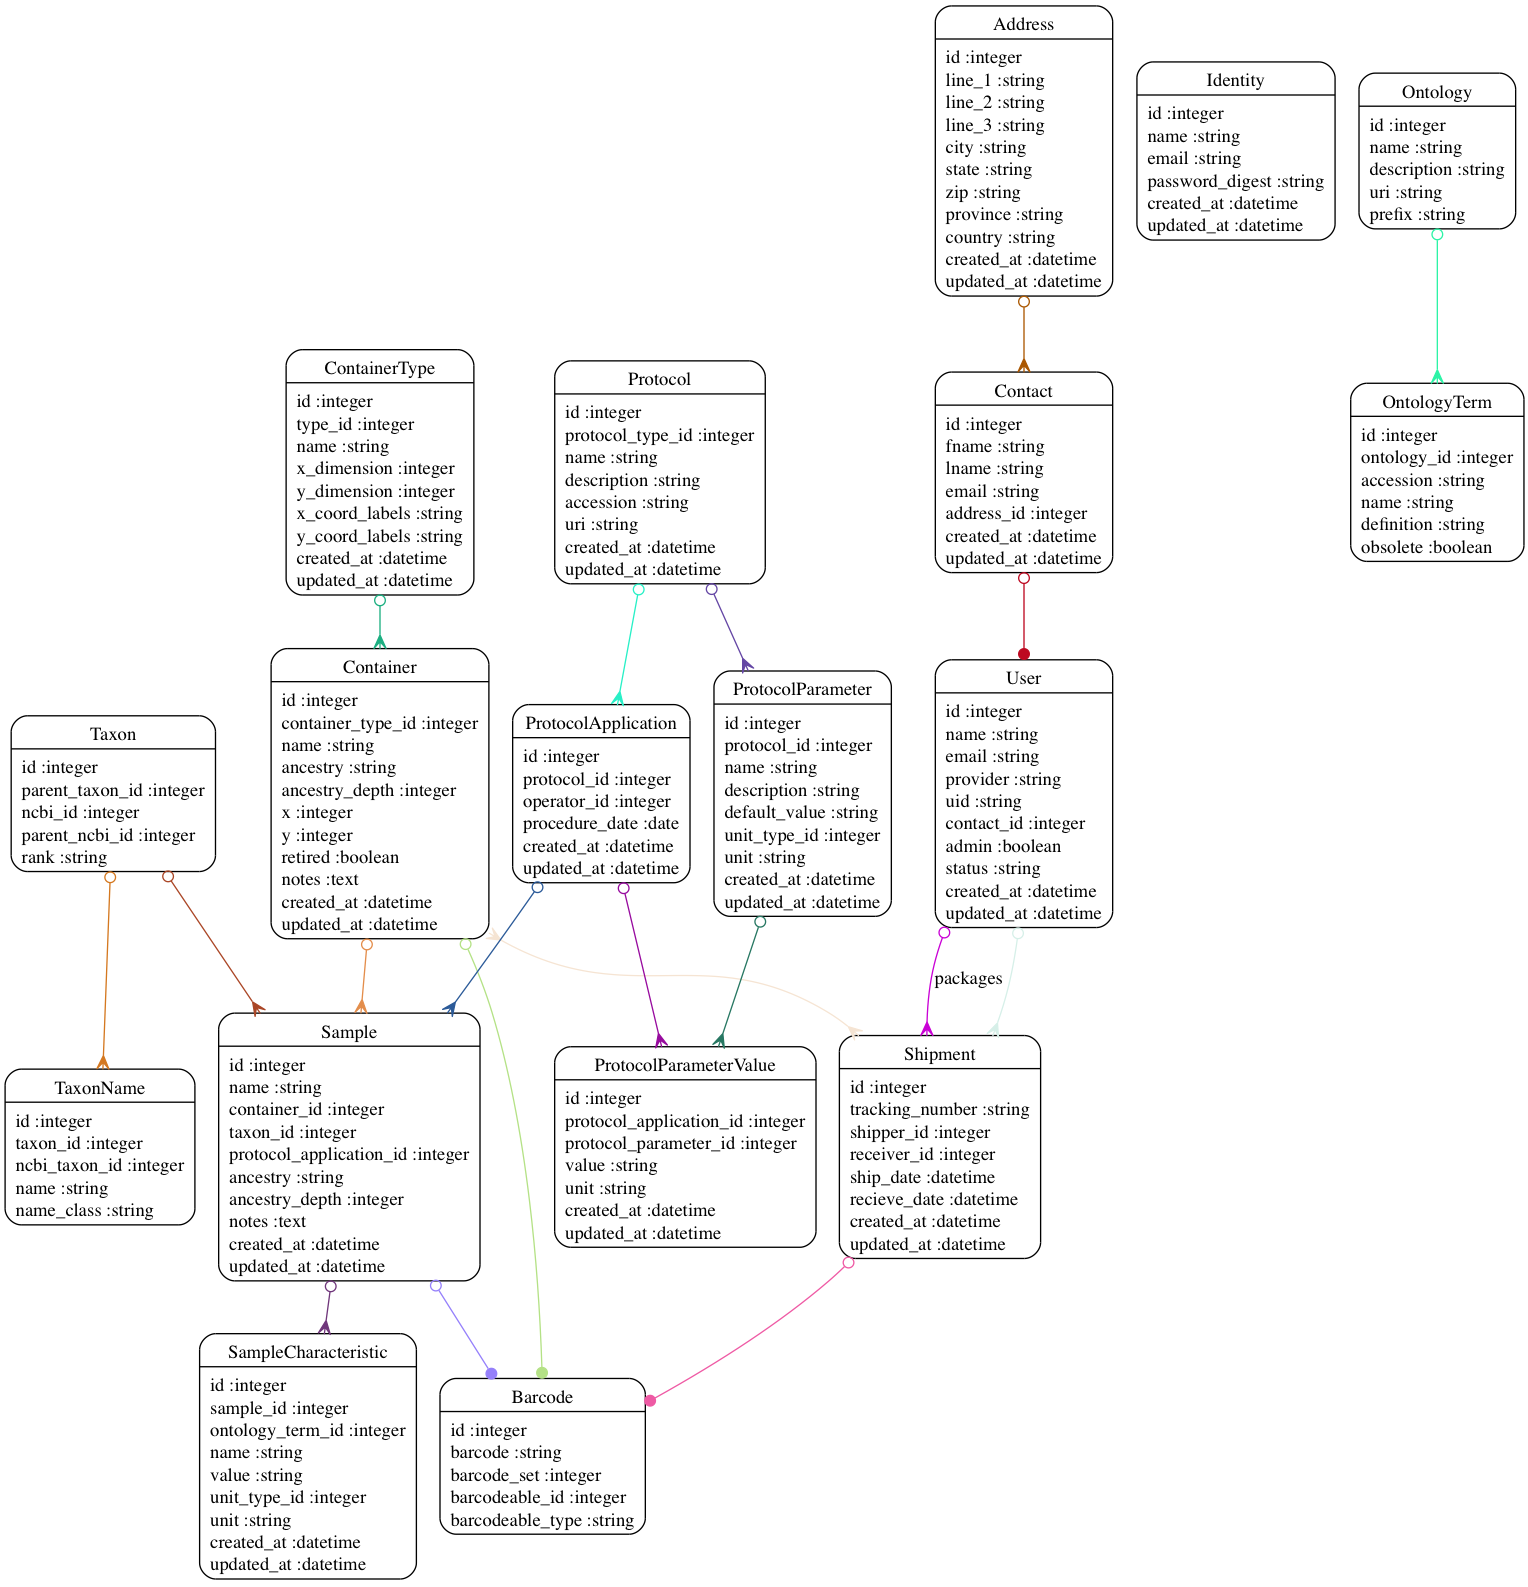 Address
id :integer
line_1 :string
line_2 :string
line_3 :string
city :string
state :string
zip :string
province :string
country :string
created_at :datetime
updated_at :datetime
Identity
id :integer
name :string
email :string
password_digest :string
created_at :datetime
updated_at :datetime
Ontology
id :integer
name :string
description :string
uri :string
prefix :string
ContainerType
id :integer
type_id :integer
name :string
x_dimension :integer
y_dimension :integer
x_coord_labels :string
y_coord_labels :string
created_at :datetime
updated_at :datetime
Protocol
id :integer
protocol_type_id :integer
name :string
description :string
accession :string
uri :string
created_at :datetime
updated_at :datetime
Contact
id :integer
fname :string
lname :string
email :string
address_id :integer
created_at :datetime
updated_at :datetime
OntologyTerm
id :integer
ontology_id :integer
accession :string
name :string
definition :string
obsolete :boolean
Taxon
id :integer
parent_taxon_id :integer
ncbi_id :integer
parent_ncbi_id :integer
rank :string
Container
id :integer
container_type_id :integer
name :string
ancestry :string
ancestry_depth :integer
x :integer
y :integer
retired :boolean
notes :text
created_at :datetime
updated_at :datetime
ProtocolApplication
id :integer
protocol_id :integer
operator_id :integer
procedure_date :date
created_at :datetime
updated_at :datetime
ProtocolParameter
id :integer
protocol_id :integer
name :string
description :string
default_value :string
unit_type_id :integer
unit :string
created_at :datetime
updated_at :datetime
User
id :integer
name :string
email :string
provider :string
uid :string
contact_id :integer
admin :boolean
status :string
created_at :datetime
updated_at :datetime
packages
TaxonName
id :integer
taxon_id :integer
ncbi_taxon_id :integer
name :string
name_class :string
Sample
id :integer
name :string
container_id :integer
taxon_id :integer
protocol_application_id :integer
ancestry :string
ancestry_depth :integer
notes :text
created_at :datetime
updated_at :datetime
ProtocolParameterValue
id :integer
protocol_application_id :integer
protocol_parameter_id :integer
value :string
unit :string
created_at :datetime
updated_at :datetime
Shipment
id :integer
tracking_number :string
shipper_id :integer
receiver_id :integer
ship_date :datetime
recieve_date :datetime
created_at :datetime
updated_at :datetime
SampleCharacteristic
id :integer
sample_id :integer
ontology_term_id :integer
name :string
value :string
unit_type_id :integer
unit :string
created_at :datetime
updated_at :datetime
Barcode
id :integer
barcode :string
barcode_set :integer
barcodeable_id :integer
barcodeable_type :string